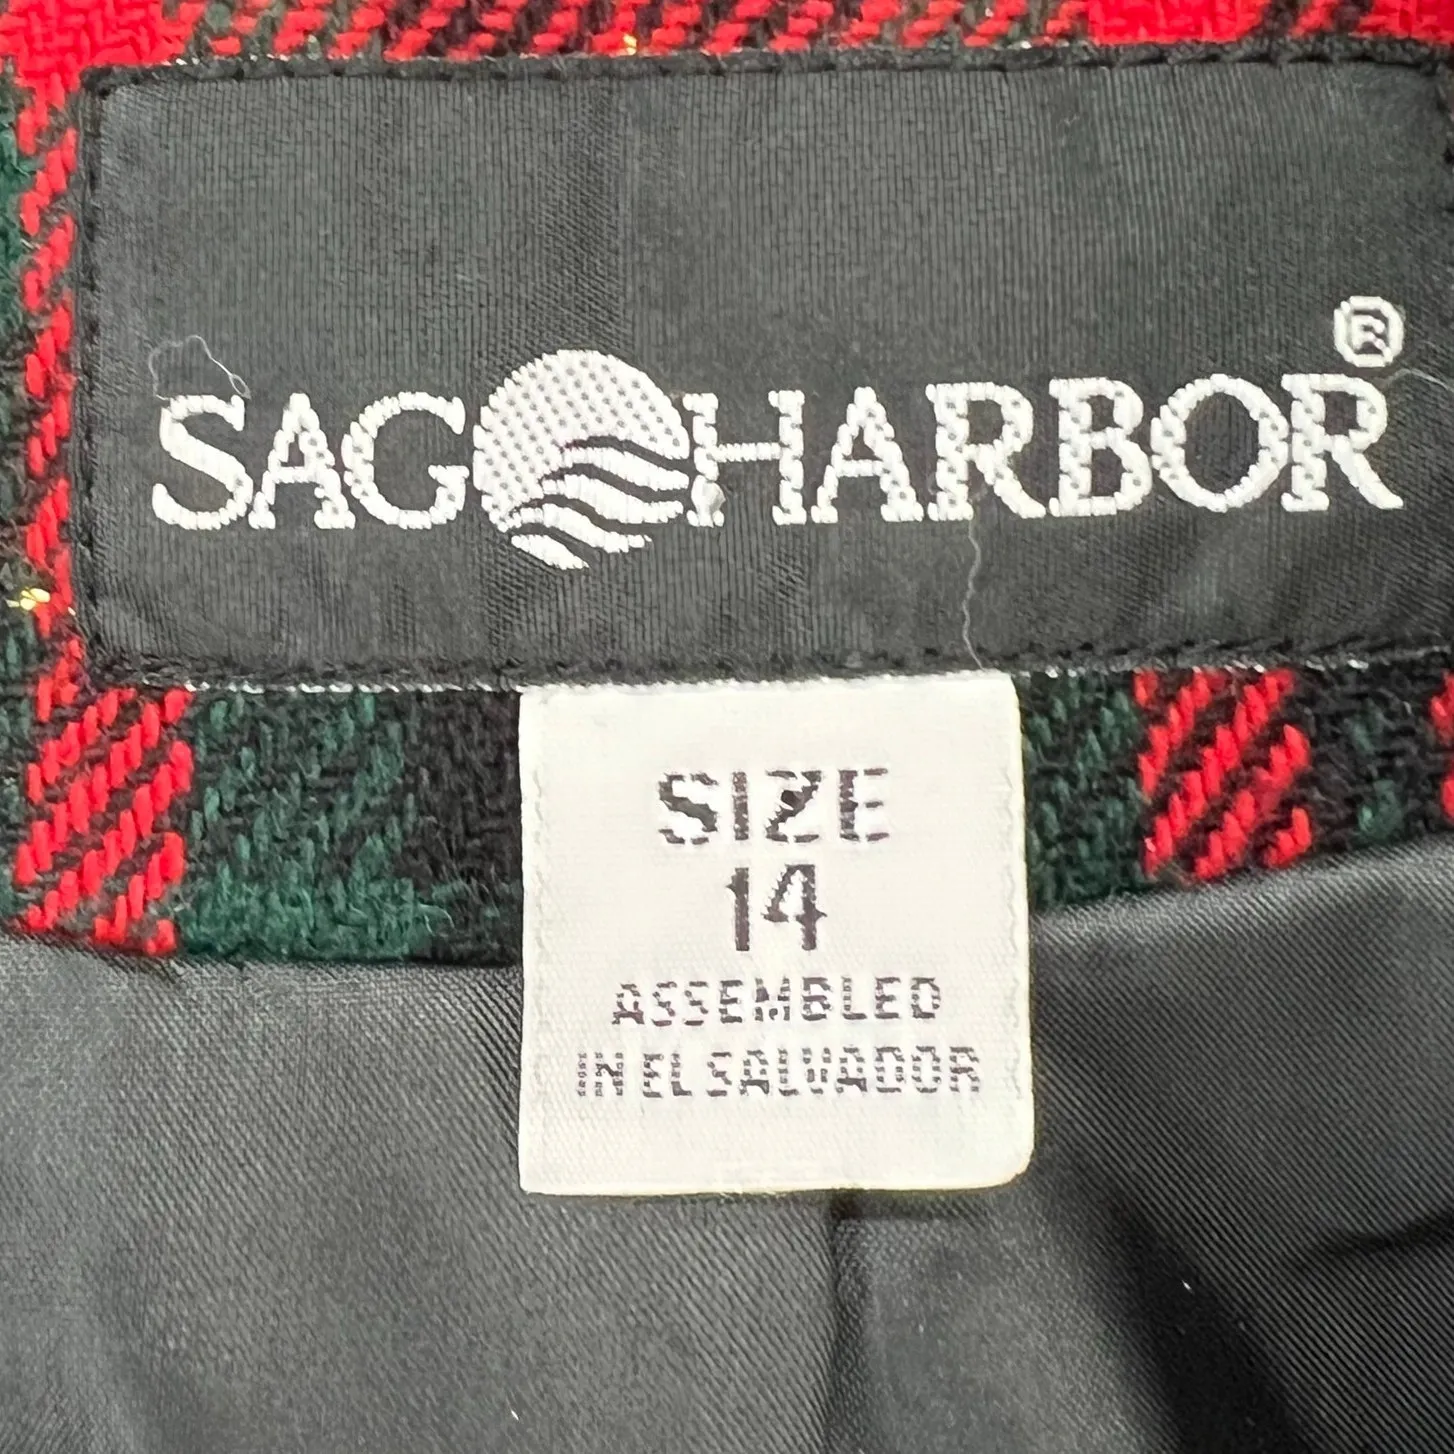 SAG HARBOR®
SIZE
14
ASSEMBLED
IN EL SALVADOR